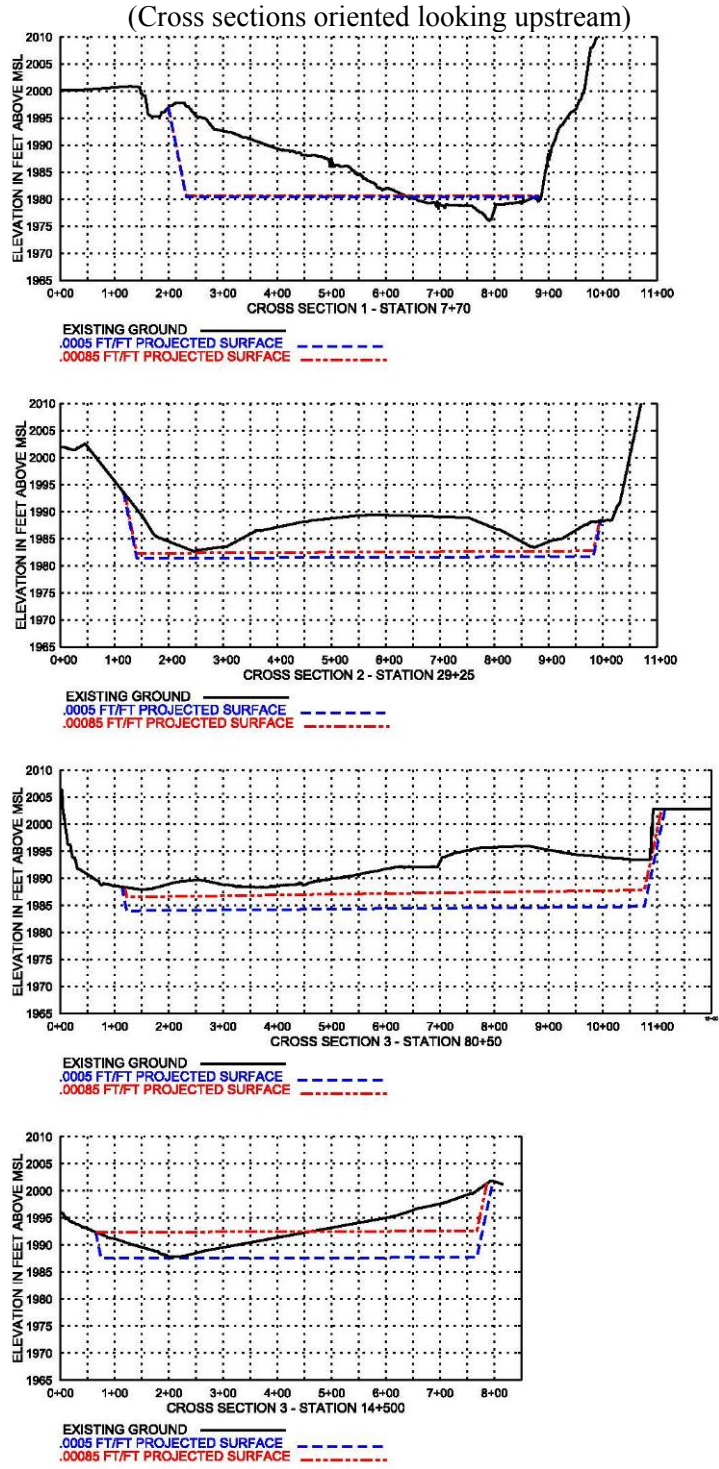 (Cross sections oriented looking upstream)
ELEVATION IN FEET ABOVE MSL
2010
2005
2000
1995
1990
1985
1980
1975
1970
1965
0+00 1+00 2+00 3+00 4+00 5+00 6+00 7+00 8+00 9+00 10+00 11+00
CROSS SECTION 1 - STATION 7+70
EXISTING GROUND
.0005 FT/FT PROJECTED SURFACE
.00085 FT/FT PROJECTED SURFACE
ELEVATION IN FEET ABOVE MSL
2010
2005
2000
1995
1990
1985
1980
1975
1970
1965
0+00 1+00 2+00 3+00 4+00 5+00 6+00 7+00 8+00 9+00 10+00 11+00
CROSS SECTION 2 - STATION 29+25
EXISTING GROUND
.0005 FT/FT PROJECTED SURFACE
.00085 FT/FT PROJECTED SURFACE
ELEVATION IN FEET ABOVE MSL
2010
2005
2000
1995
1990
1985
1980
1975
1970
1965
0+00 1+00 2+00 3+00 4+00 5+00 6+00 7+00 8+00 9+00 10+00 11+00
CROSS SECTION 3 - STATION 80+50
EXISTING GROUND
.0005 FT/FT PROJECTED SURFACE
.00085 FT/FT PROJECTED SURFACE
ELEVATION IN FEET ABOVE MSL
2010
2005
2000
1995
1990
1985
1980
1975
1970
1965
0+00 1+00 2+00 3+00 4+00 5+00 6+00 7+00 8+00
CROSS SECTION 3 - STATION 14+500
EXISTING GROUND
.0005 FT/FT PROJECTED SURFACE
.00085 FT/FT PROJECTED SURFACE